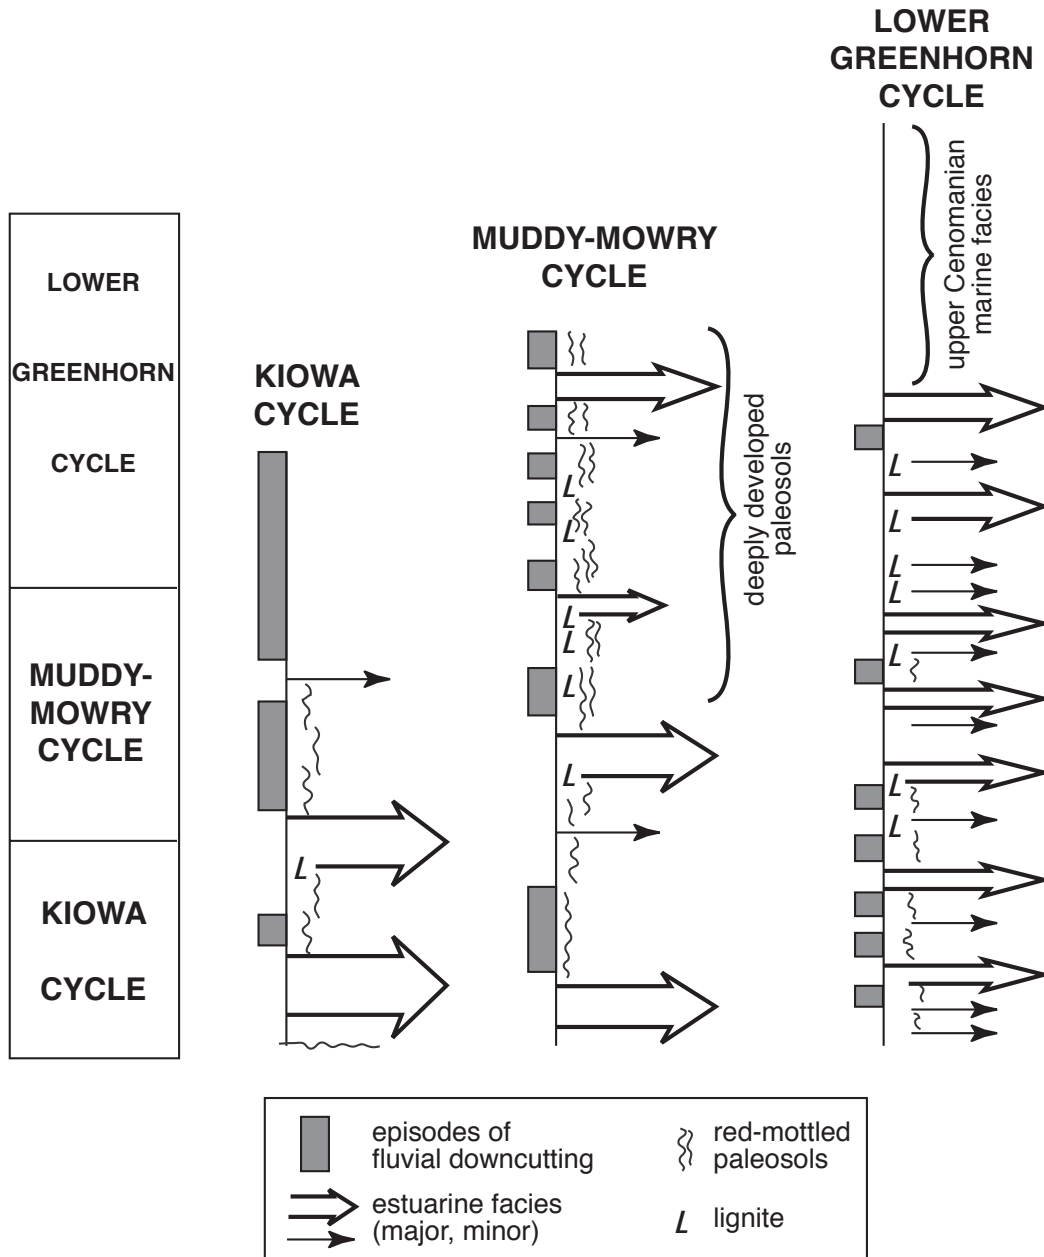 LOWER
GREENHORN
CYCLE
MUDDY-
MOWRY
CYCLE
KIOWA
CYCLE
KIOWA
CYCLE
L
MUDDY-MOWRY
CYCLE
L
L
L
L
L
L
deeply developed
paleosols
LOWER
GREENHORN
CYCLE
upper Cenomanian
marine facies
L
L
L
L
L
L
L
episodes of
fluvial downcutting
estuarine facies
(major, minor)
red-mottled
paleosols
L lignite